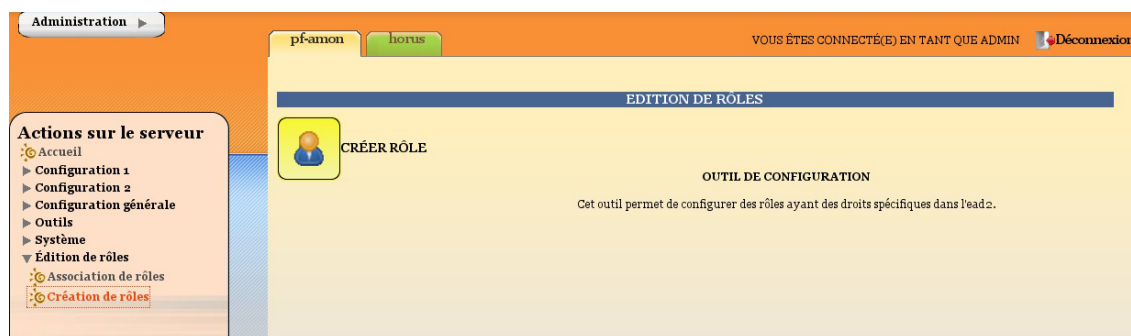 Administration
pf-amon
horus
VOUS ÊTES CONNECTÉ(E) EN TANT QUE ADMIN
Déconnexion
EDITION DE RÔLES
CRÉER RÔLE
OUTIL DE CONFIGURATION
Cet outil permet de configurer des rôles ayant des droits spécifiques dans l'ead2.
Actions sur le serveur
Accueil
Configuration 1
Configuration 2
Configuration générale
Outils
Système
Édition de rôles
Association de rôles
Création de rôles